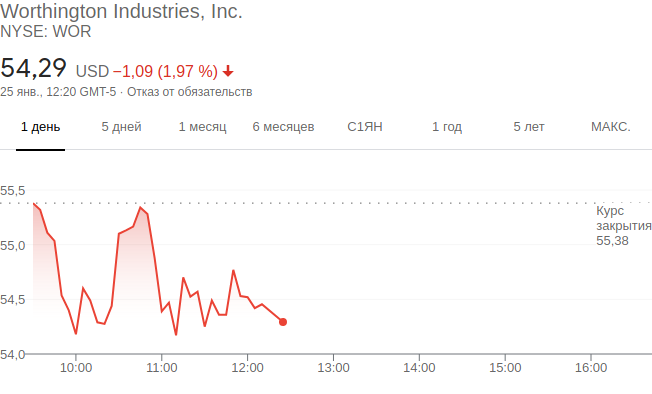 Worthington Industries, Inc.
NYSE: WOR
54,29 USD −1,09 (1,97 %)
25 янв., 12:20 GMT-5 · Отказ от обязательств
1 день 5 дней 1 месяц 6 месяцев С1ЯН 1 год 5 лет МАКС.
55,5
Курс
закрытия
55,38
55,0
54,5
54,0
10:00 11:00 12:00 13:00 14:00 15:00 16:00